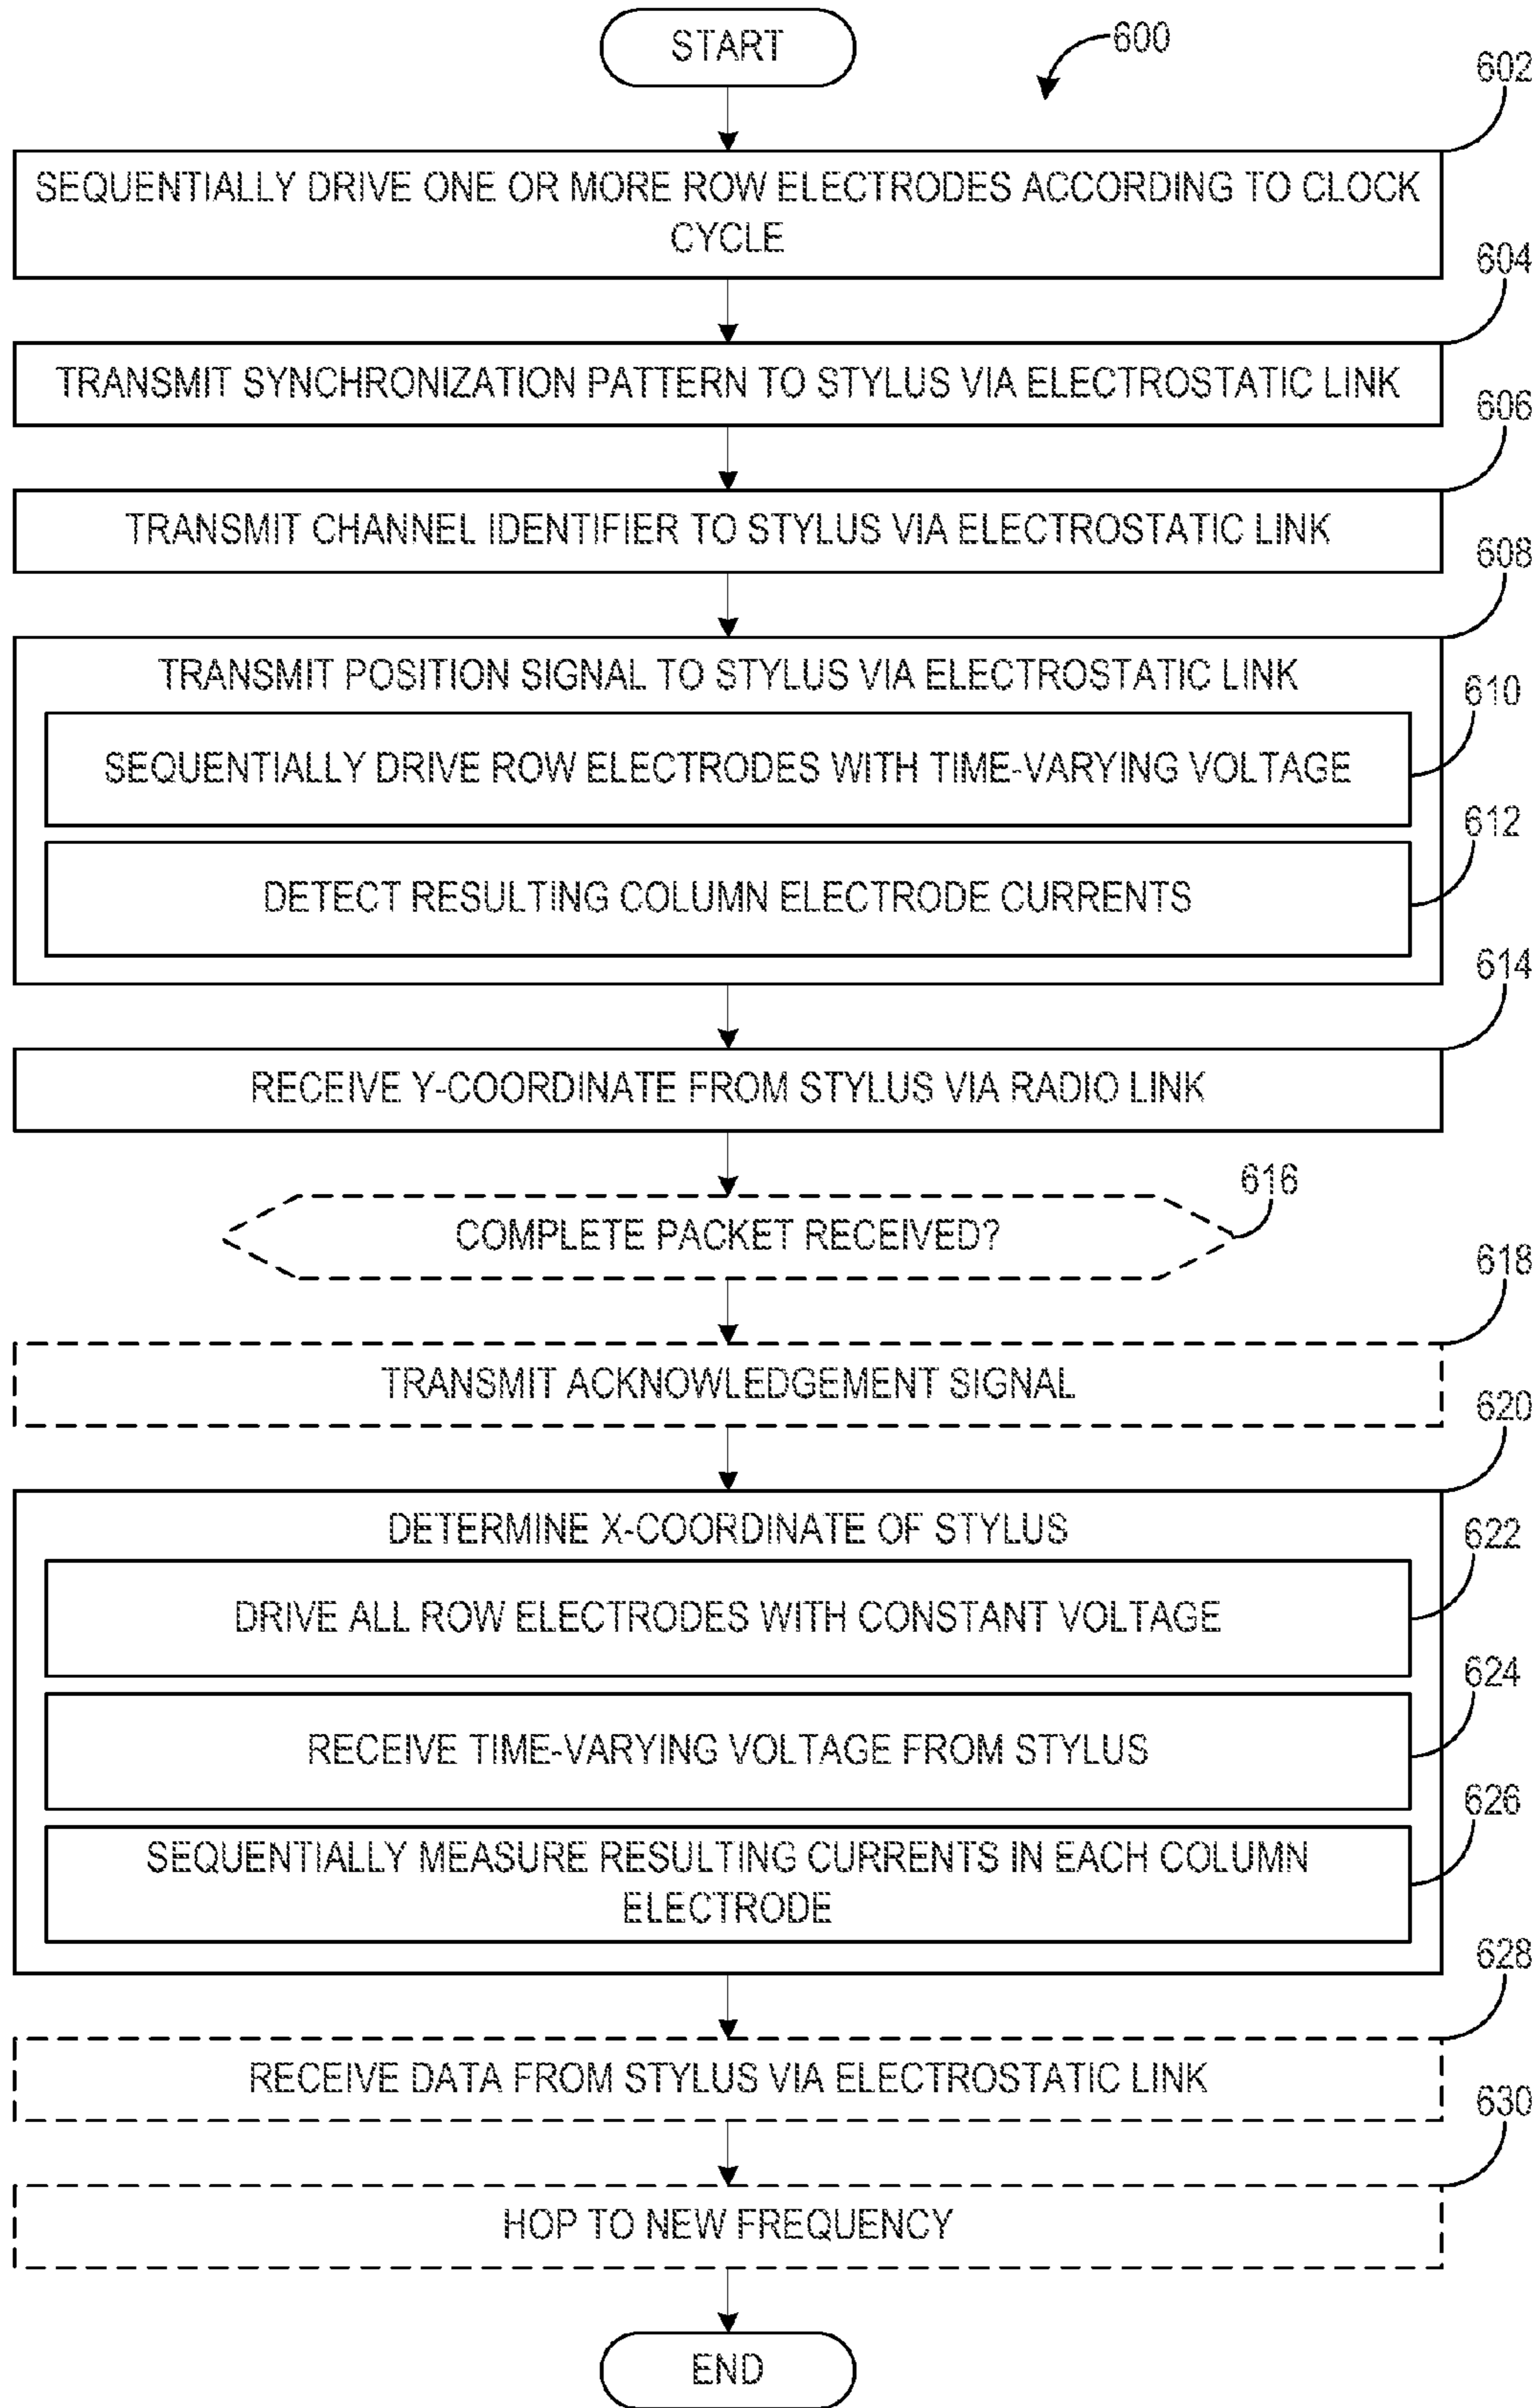 START
600
602
SEQUENTIALLY DRIVE ONE OR MORE ROW ELECTRODES ACCORDING TO CLOCK
CYCLE
604
TRANSMIT SYNCHRONIZATION PATTERN TO STYLUS VIA ELECTROSTATIC LINK
606
TRANSMIT CHANNEL IDENTIFIER TO STYLUS VIA ELECTROSTATIC LINK
608
TRANSMIT POSITION SIGNAL TO STYLUS VIA ELECTROSTATIC LINK
610
SEQUENTIALLY DRIVE ROW ELECTRODES WITH TIME-VARYING VOLTAGE
612
DETECT RESULTING COLUMN ELECTRODE CURRENTS
614
RECEIVE Y-COORDINATE FROM STYLUS VIA RADIO LINK
616
COMPLETE PACKET RECEIVED?
618
TRANSMIT ACKNOWLEDGEMENT SIGNAL
620
DETERMINE X-COORDINATE OF STYLUS
622
DRIVE ALL ROW ELECTRODES WITH CONSTANT VOLTAGE
624
RECEIVE TIME-VARYING VOLTAGE FROM STYLUS
626
SEQUENTIALLY MEASURE RESULTING CURRENTS IN EACH COLUMN
ELECTRODE
628
RECEIVE DATA FROM STYLUS VIA ELECTROSTATIC LINK
630
HOP TO NEW FREQUENCY
END